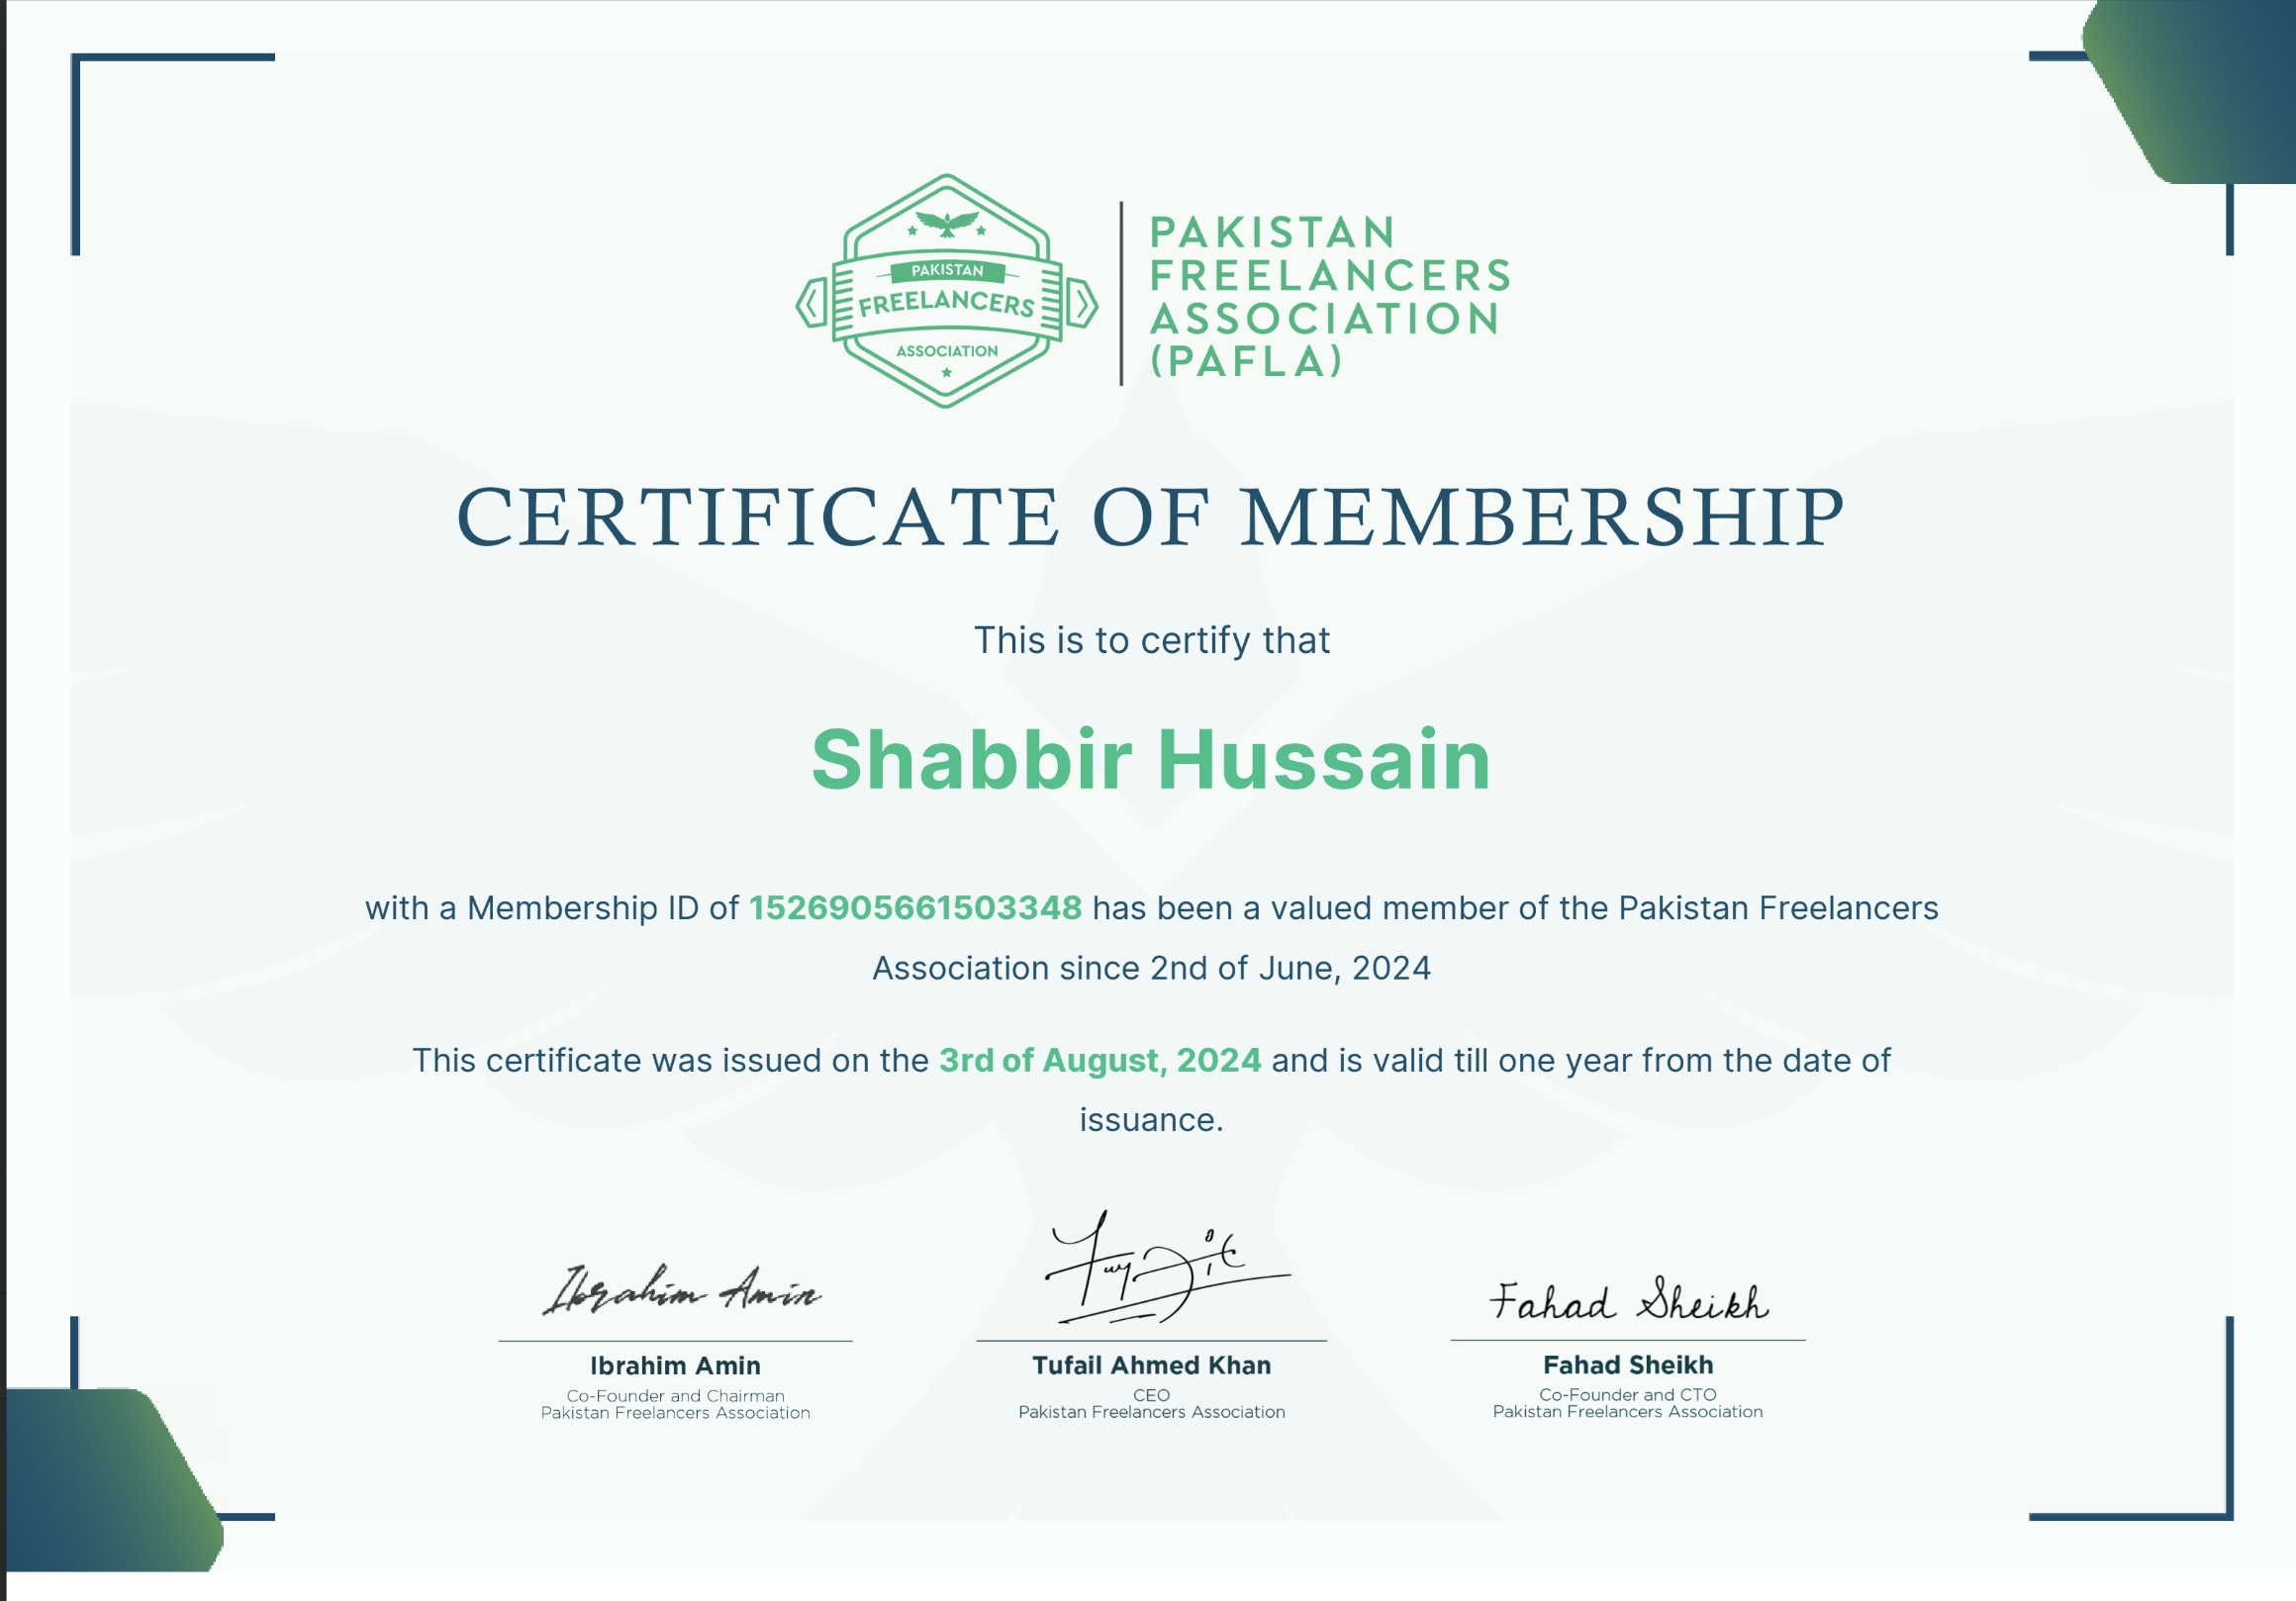 PAKISTAN
FREELANCERS
ASSOCIATION
PAKISTAN
FREELANCERS
ASSOCIATION
(PAFLA)
CERTIFICATE OF MEMBERSHIP
This is to certify that
Shabbir Hussain
with a Membership ID of 1526905661503348 has been a valued member of the Pakistan Freelancers
Association since 2nd of June, 2024
This certificate was issued on the 3rd of August, 2024 and is valid till one year from the date of
issuance.
Ibrahim Amin
Fahad Sheikh
Ibrahim Amin
Co-Founder and Chairman
Pakistan Freelancers Association
Tufail Ahmed Khan
CEO
Pakistan Freelancers Association
Fahad Sheikh
Co-Founder and CTO
Pakistan Freelancers Association